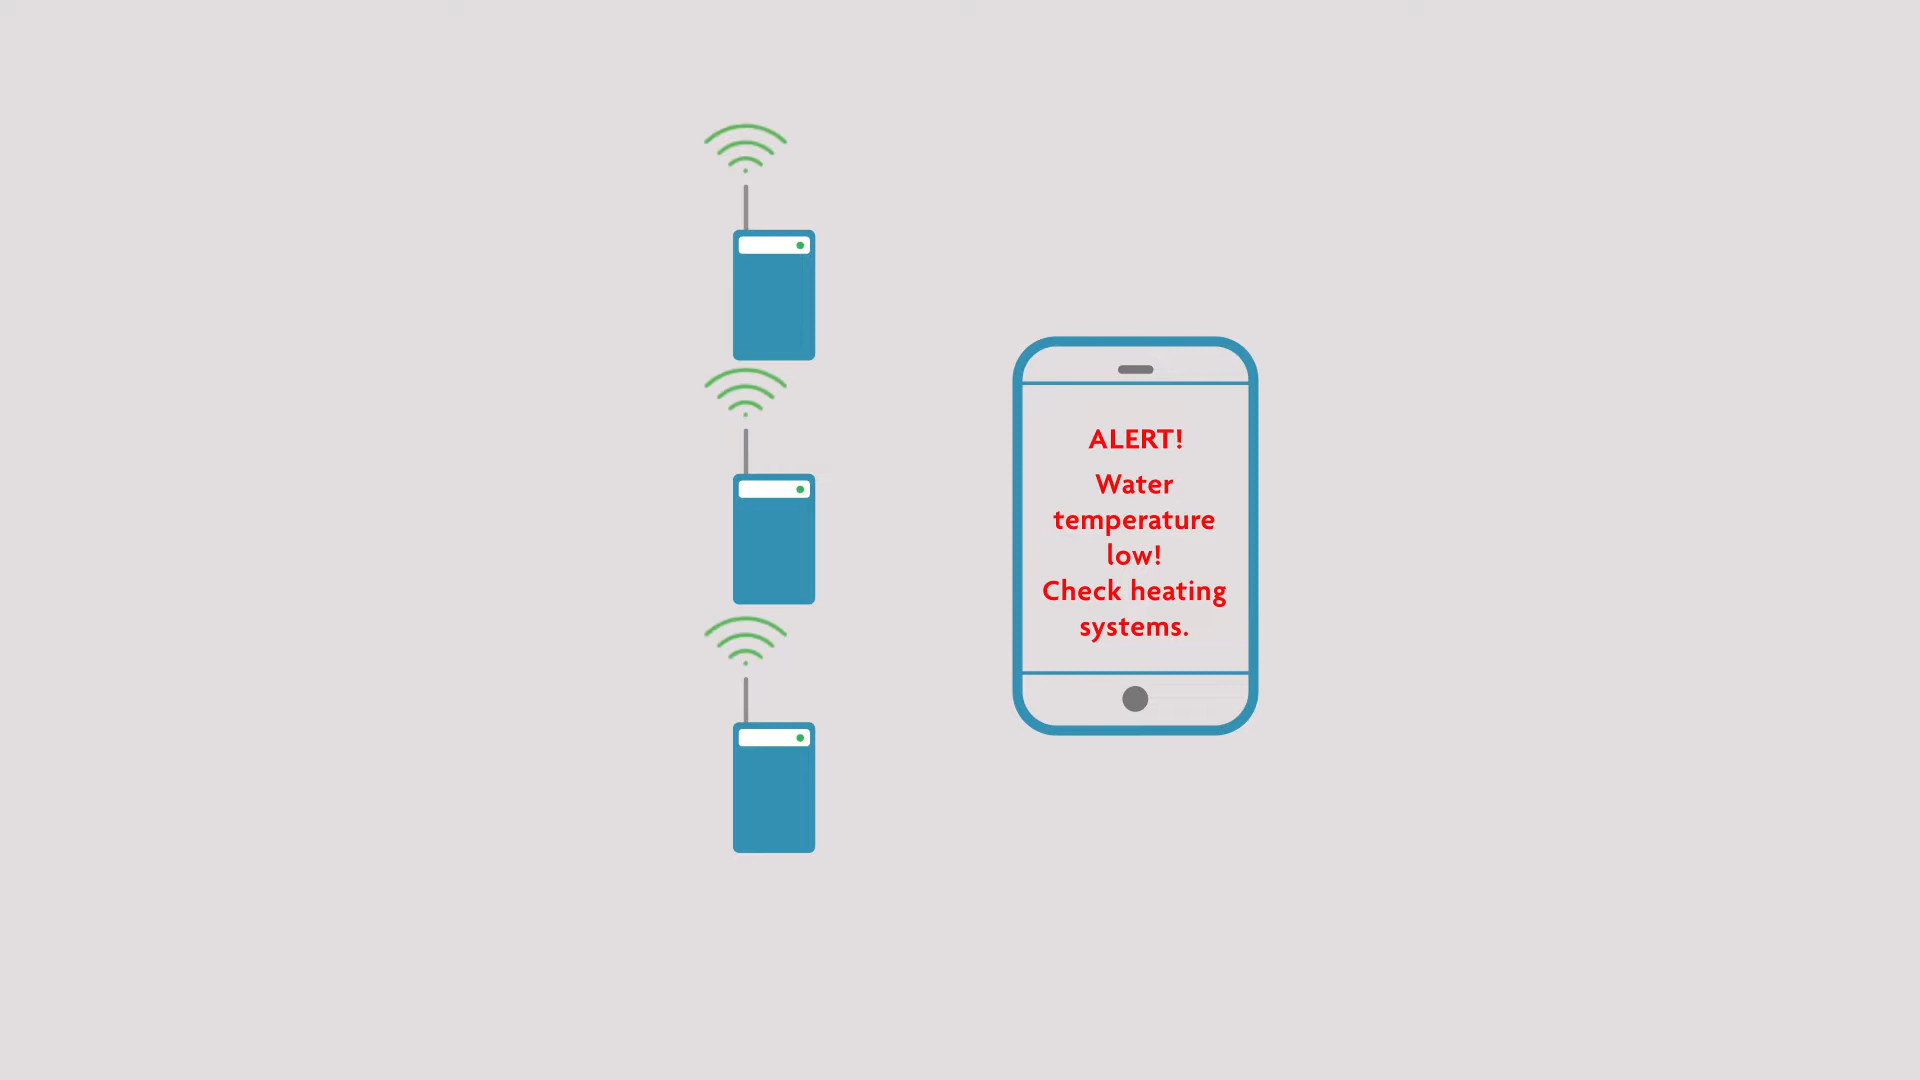 ALERT!
Water
temperature
low!
Check heating
systems.